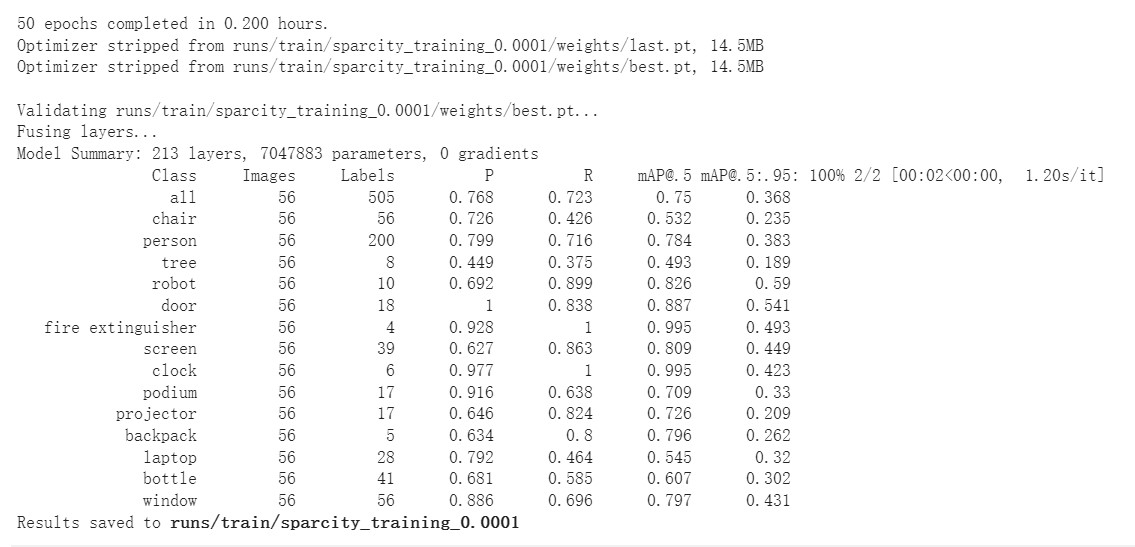 50 epochs completed in 0.200 hours.
Optimizer stripped from runs/train/sparcity_training_0.0001/weights/last.pt, 14.5MB
Optimizer stripped from runs/train/sparcity_training_0.0001/weights/best.pt, 14.5MB
Validating runs/train/sparcity_training_0.0001/weights/best.pt...
Fusing layers...
Model Summary: 213 layers, 7047883 parameters, 0 gradients
Class Images Labels P R mAP@.5 mAP@.5:.95: 100% 2/2 [00:02<00:00, 1.20s/it]
all 56 505 0.768 0.723 0.75 0.368
chair 56 56 0.726 0.426 0.532 0.235
person 56 200 0.799 0.716 0.784 0.383
tree 56 8 0.449 0.375 0.493 0.189
robot 56 10 0.692 0.899 0.826 0.59
door 56 18 1 0.838 0.887 0.541
fire extinguisher 56 4 0.928 1 0.995 0.493
screen 56 39 0.627 0.863 0.809 0.449
clock 56 6 0.977 1 0.995 0.423
podium 56 17 0.916 0.638 0.709 0.33
projector 56 17 0.646 0.824 0.726 0.209
backpack 56 5 0.634 0.8 0.796 0.262
laptop 56 28 0.792 0.464 0.545 0.32
bottle 56 41 0.681 0.585 0.607 0.302
window 56 56 0.886 0.696 0.797 0.431
Results saved to runs/train/sparcity_training_0.0001